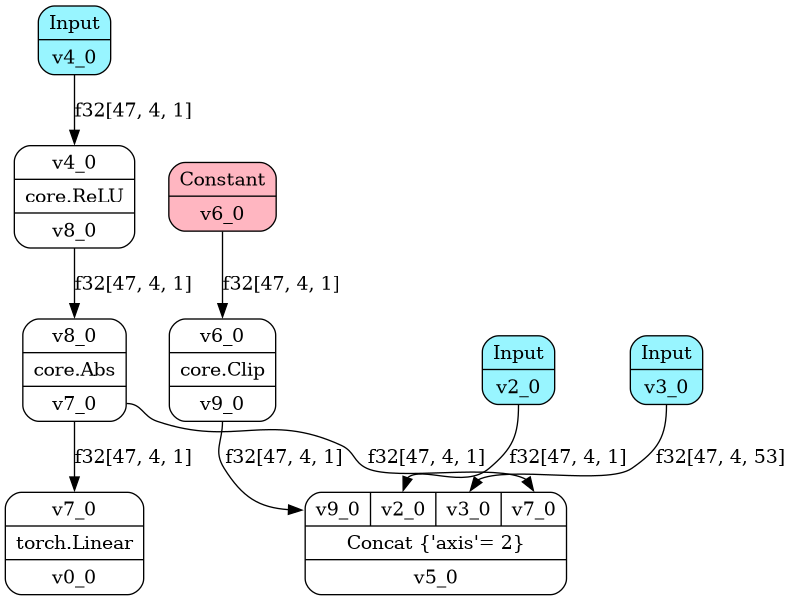 Input
v4_0
f32[47, 4, 1]
v4_0
core.ReLU
v8_0
Constant
v6_0
f32[47, 4, 1]
f32[47, 4, 1]
v8_0
core.Abs
v7_0
v6_0
core.Clip
v9_0
Input
v2_0
Input
v3_0
f32[47, 4, 1]
f32[47, 4, 1]
f32[47, 4, 1]
f32[47, 4, 1]
f32[47, 4, 53]
v7_0
torch.Linear
v0_0
v9_0 v2_0 v3_0 v7_0
Concat {'axis'= 2}
v5_0